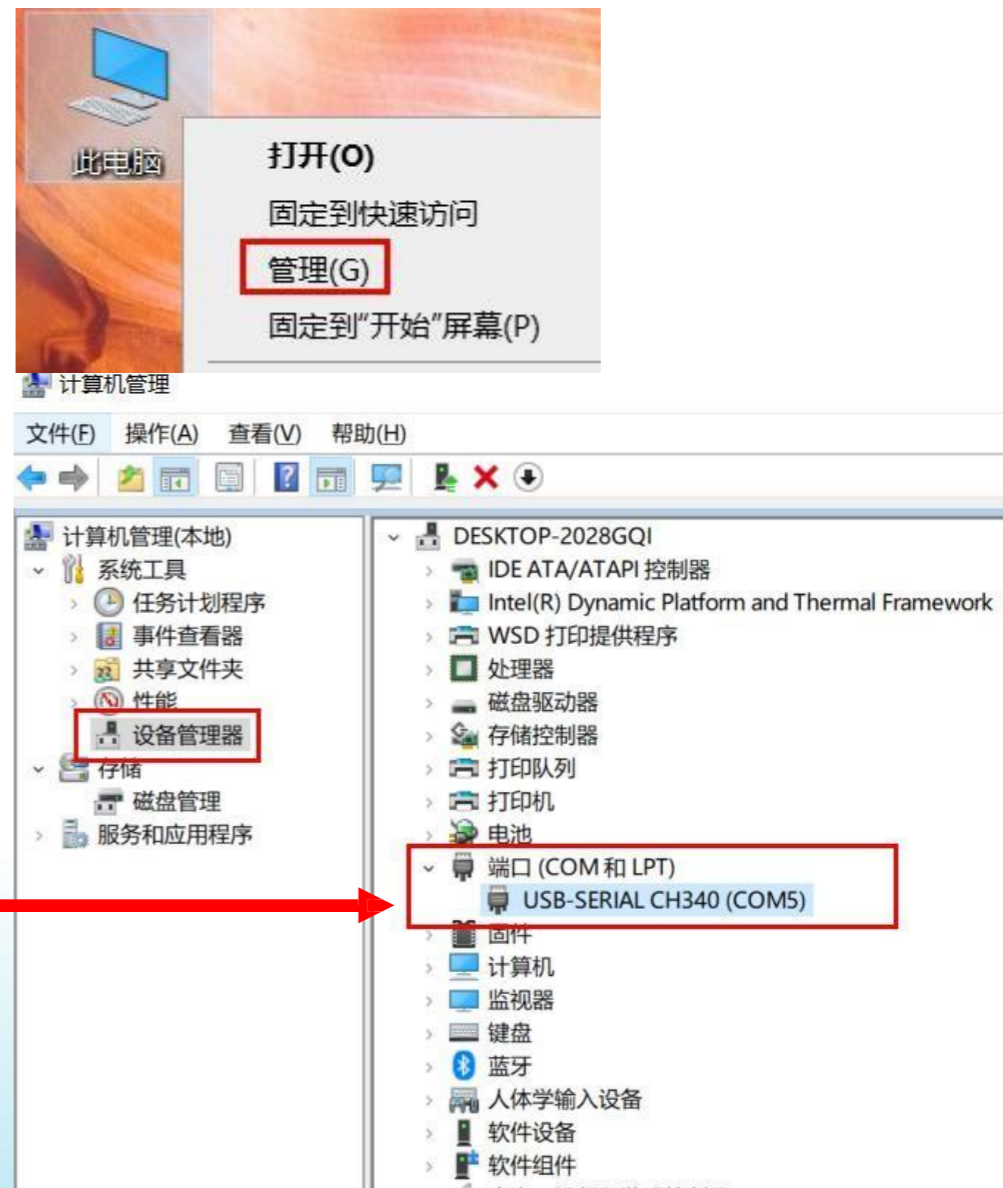 此电脑
打开(O)
固定到快速访问
管理(G)
固定到"开始"屏幕(P)
计算机管理
文件(F) 操作(A) 查看(V) 帮助(H)
计算机管理(本地)
系统工具
任务计划程序
事件查看器
共享文件夹
性能
设备管理器
存储
磁盘管理
服务和应用程序
DESKTOP-2028GQI
IDE ATA/ATAPI 控制器
Intel(R) Dynamic Platform and Thermal Framework
WSD 打印提供程序
处理器
磁盘驱动器
存储控制器
打印队列
打印机
电池
端口 (COM 和 LPT)
USB-SERIAL CH340 (COM5)
固件
计算机
监视器
键盘
蓝牙
人体学输入设备
软件设备
软件组件